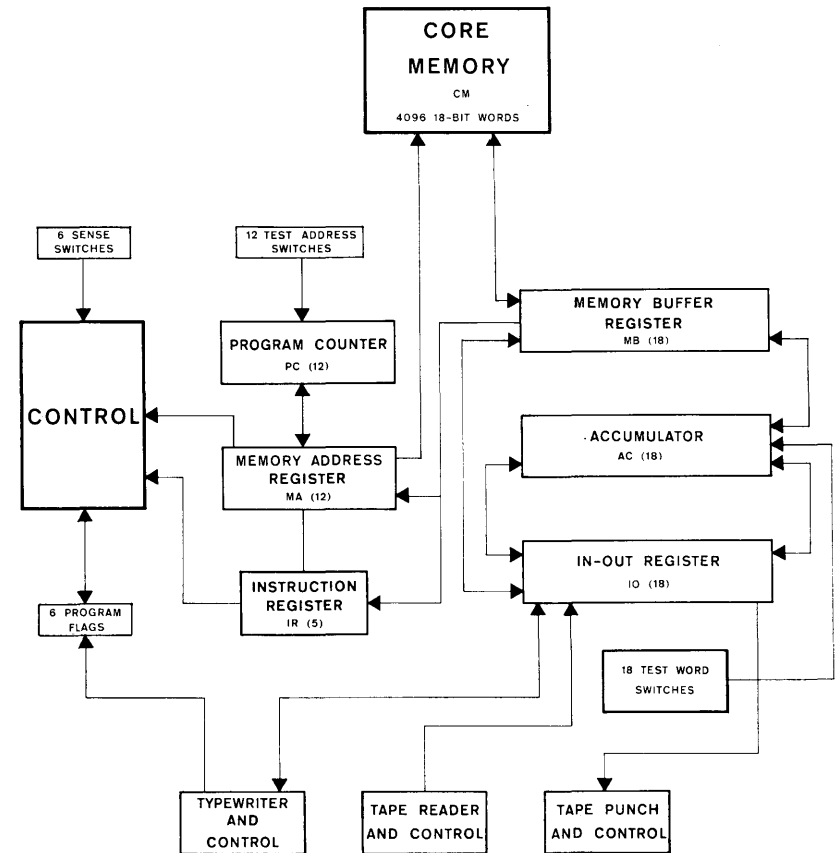 CORE
MEMORY
CM
4096 18-BIT WORDS
6 SENSE
SWITCHES
12 TEST ADDRESS
SWITCHES
MEMORY BUFFER
REGISTER
MB (18)
PROGRAM COUNTER
PC (12)
CONTROL
ACCUMULATOR
AC (18)
MEMORY ADDRESS
REGISTER
MA (12)
IN-OUT REGISTER
IO (18)
INSTRUCTION
REGISTER
IR (5)
6 PROGRAM
FLAGS
18 TEST WORD
SWITCHES
TYPEWRITER
AND
CONTROL
TAPE READER
AND CONTROL
TAPE PUNCH
AND CONTROL